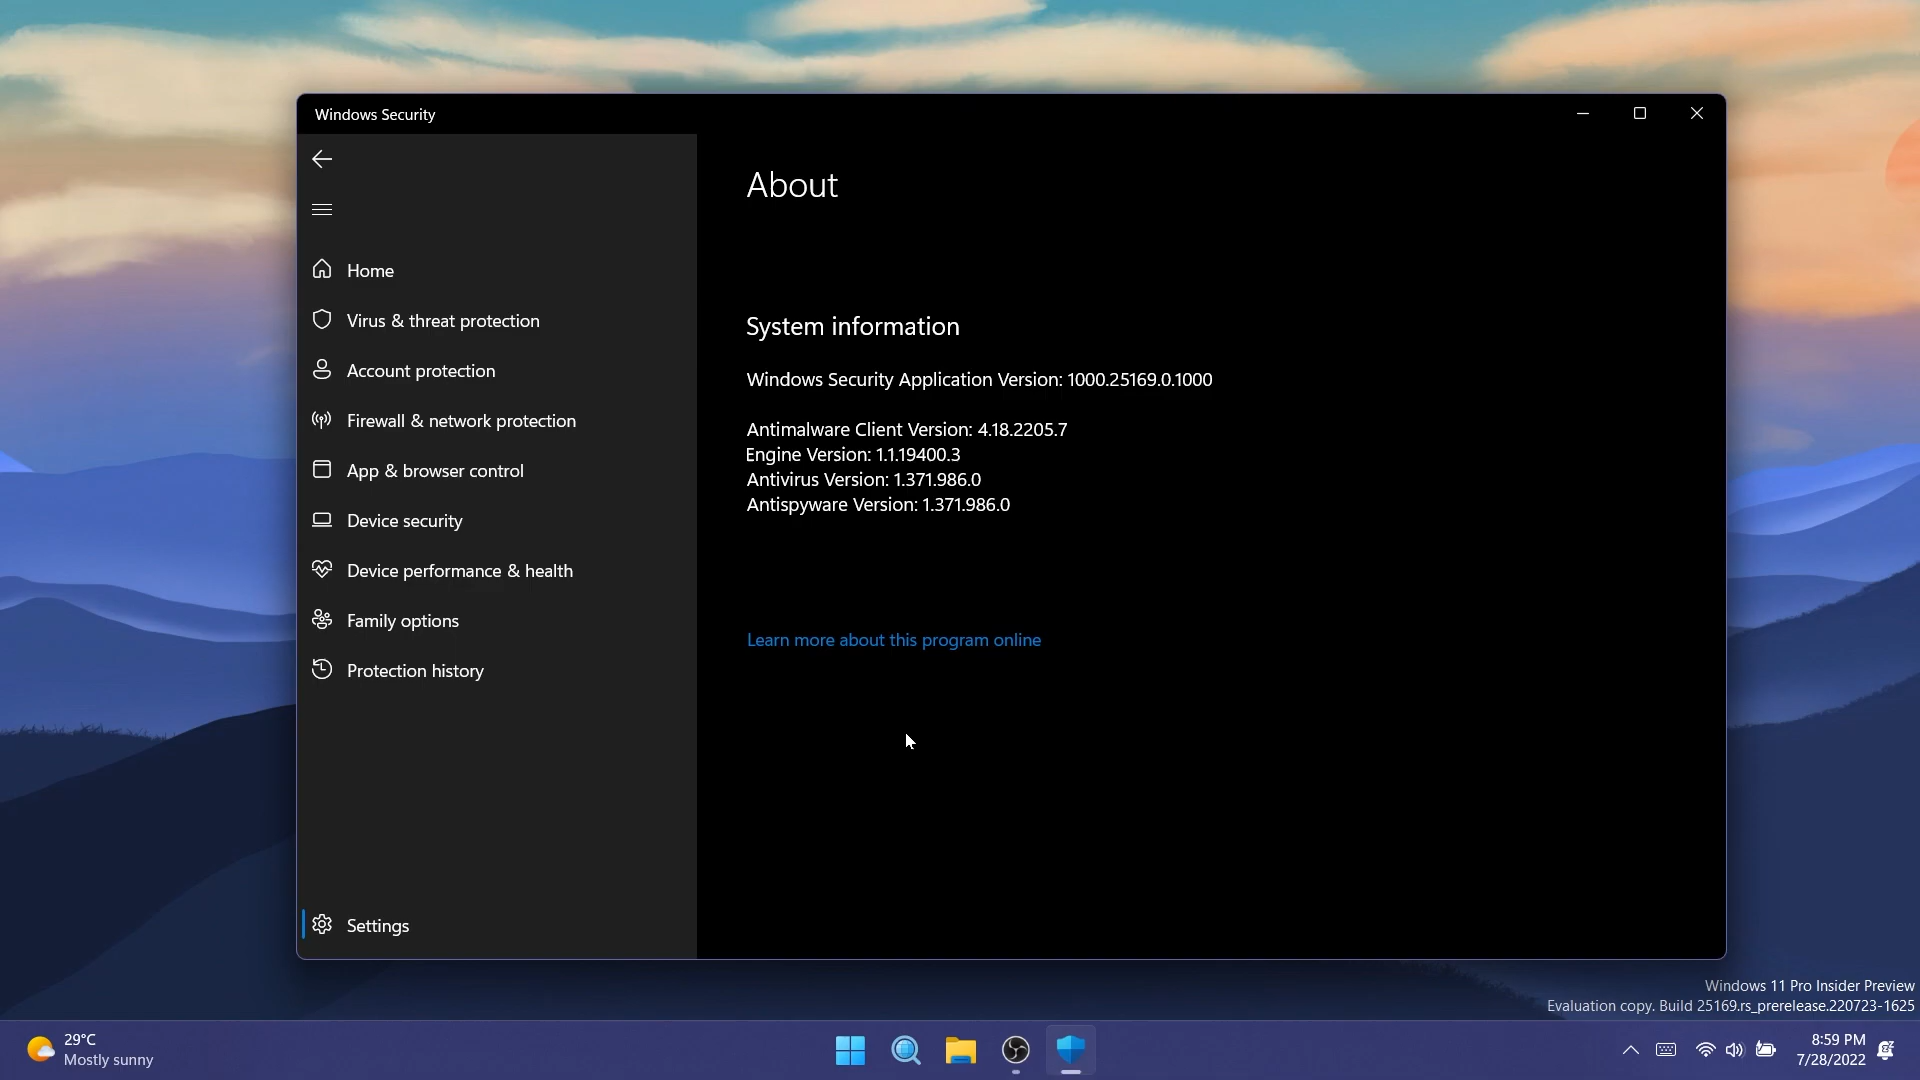 Windows Security
Home
Virus & threat protection
Account protection
Firewall & network protection
App & browser control
Device security
Device performance & health
Family options
Protection history
Settings
About
System information
Windows Security Application Version: 1000.25169.0.1000
Antimalware Client Version: 4.18.2205.7
Engine Version: 1.1.19400.3
Antivirus Version: 1.371.986.0
Antispyware Version: 1.371.986.0
Learn more about this program online
Windows 11 Pro Insider Preview
Evaluation copy. Build 25169.rs_prerelease.220723-1625
29°C
Mostly sunny
8:59 PM
7/28/2022